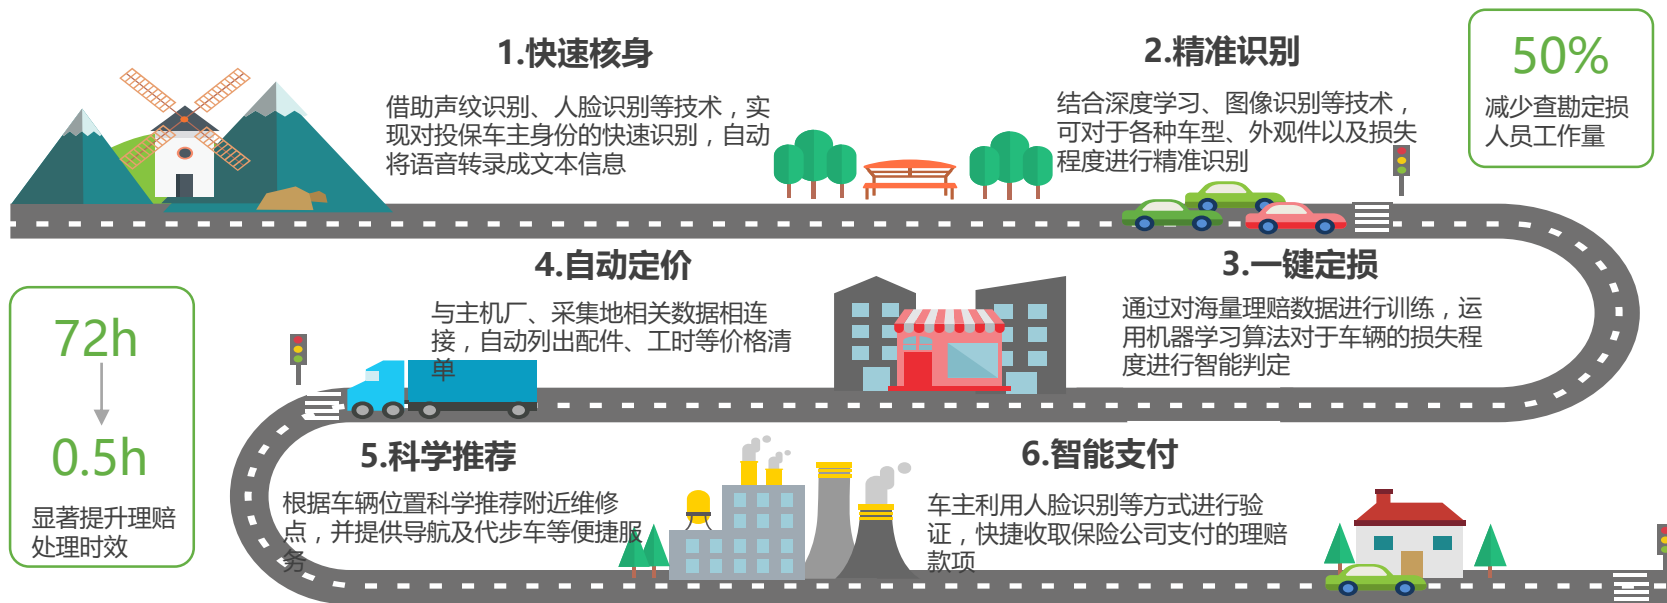 1.快速核身
借助声纹识别、人脸识别等技术，实
现对投保车主身份的快速识别，自动
将语音转录成文本信息
2.精准识别
结合深度学习、图像识别等技术，
可对于各种车型、外观件以及损失
程度进行精准识别
50%
减少查勘定损
人员工作量
3.一键定损
通过对海量理赔数据进行训练，运
用机器学习算法对于车辆的损失程
度进行智能判定
4.自动定价
与主机厂、采集地相关数据相连
接，自动列出配件、工时等价格清
单
72h
0.5h
显著提升理赔
处理时效
5.科学推荐
根据车辆位置科学推荐附近维修
点，并提供导航及代步车等便捷服
务
6.智能支付
车主利用人脸识别等方式进行验
证，快捷收取保险公司支付的理赔
款项